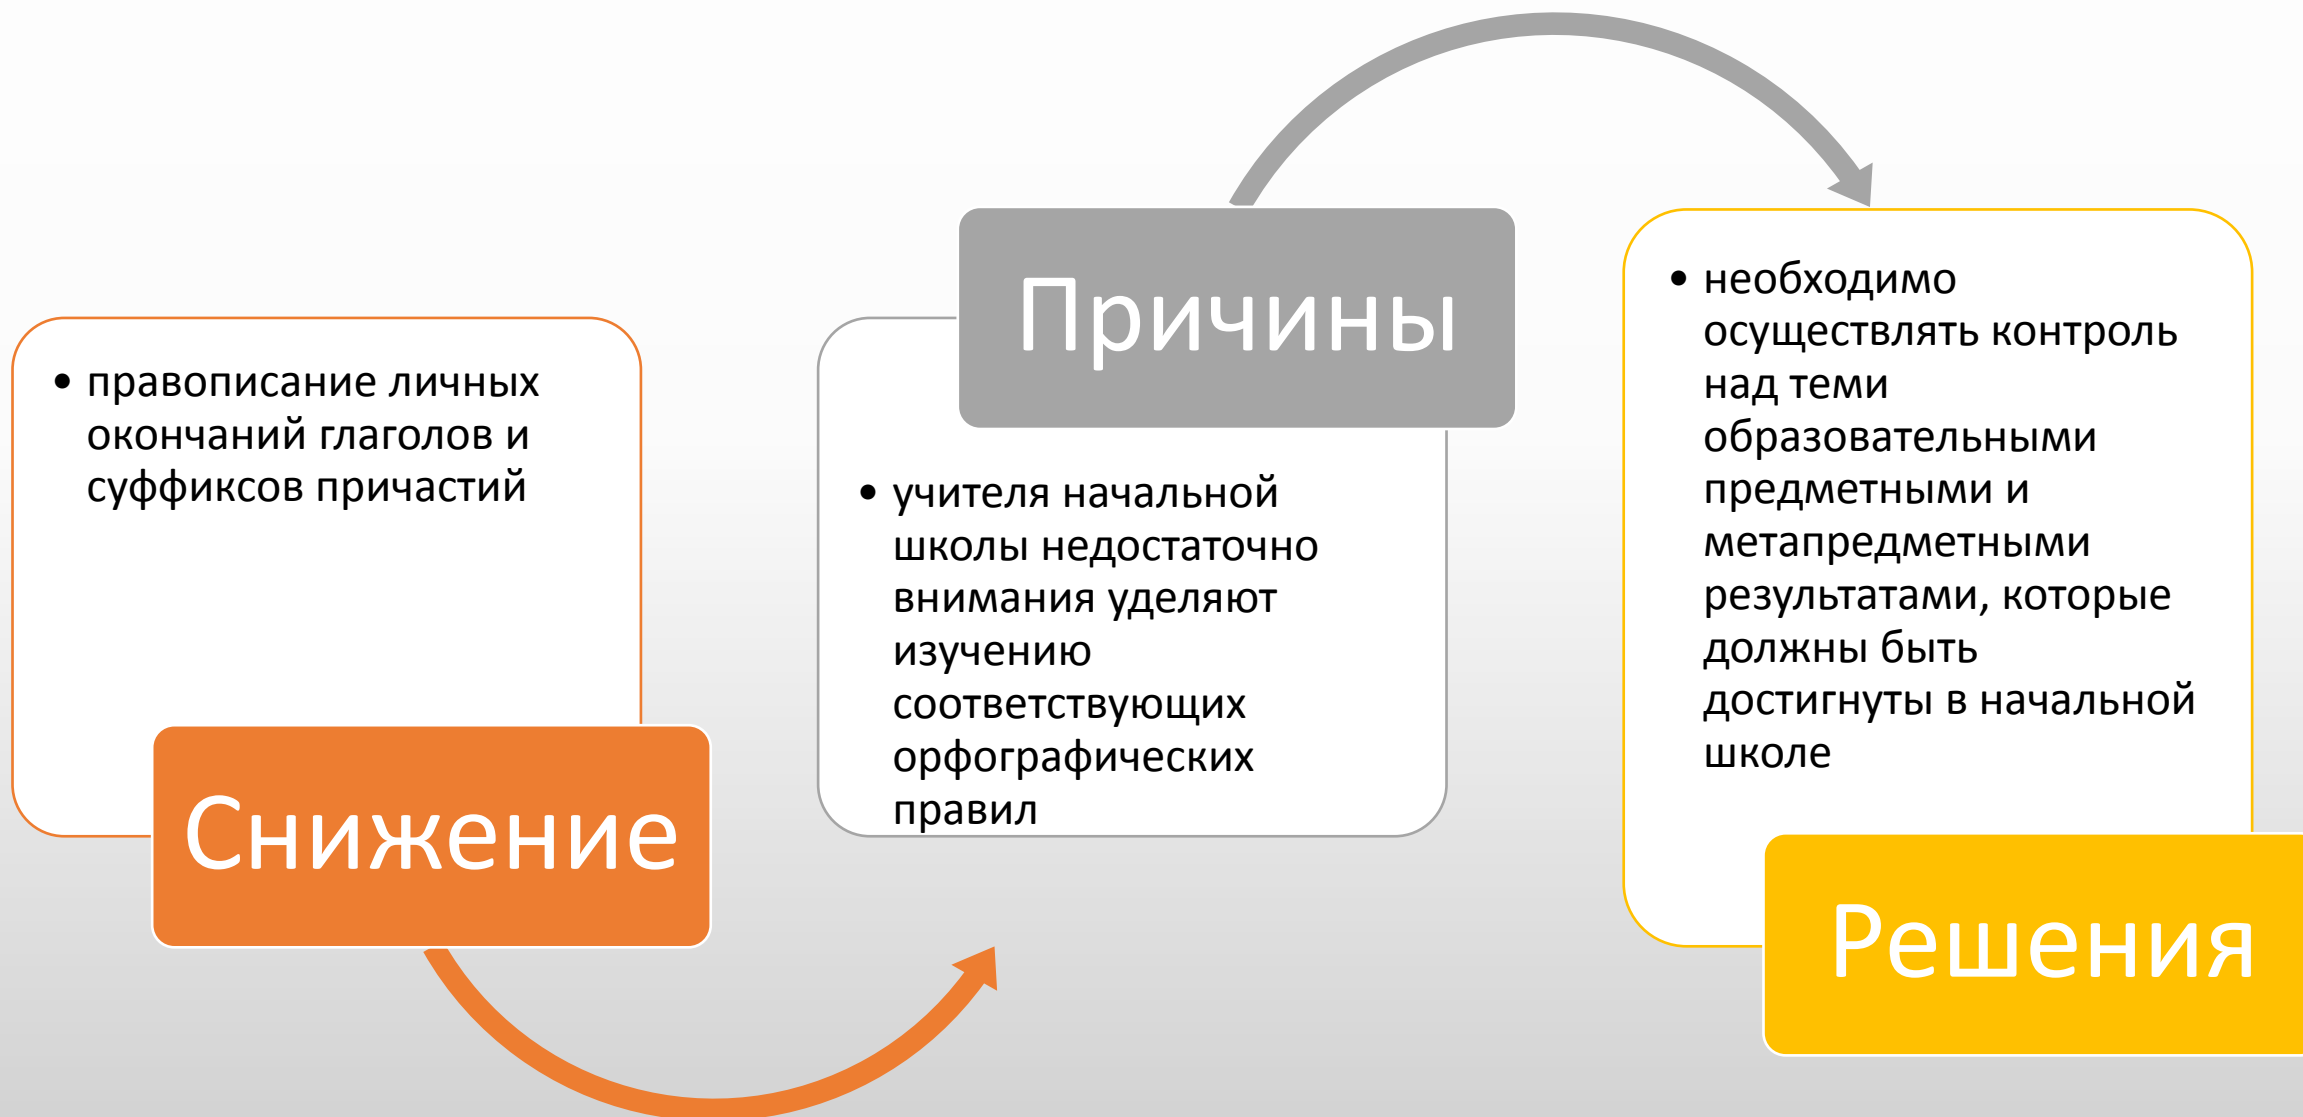 • правописание личных
окончаний глаголов и
суффиксов причастий
Снижение
Причины
• учителя начальной
школы недостаточно
внимания уделяют
изучению
соответствующих
орфографических
правил
• необходимо
осуществлять контроль
над теми
образовательными
предметными и
метапредметными
результатами, которые
должны быть
достигнуты в начальной
школе
Решения